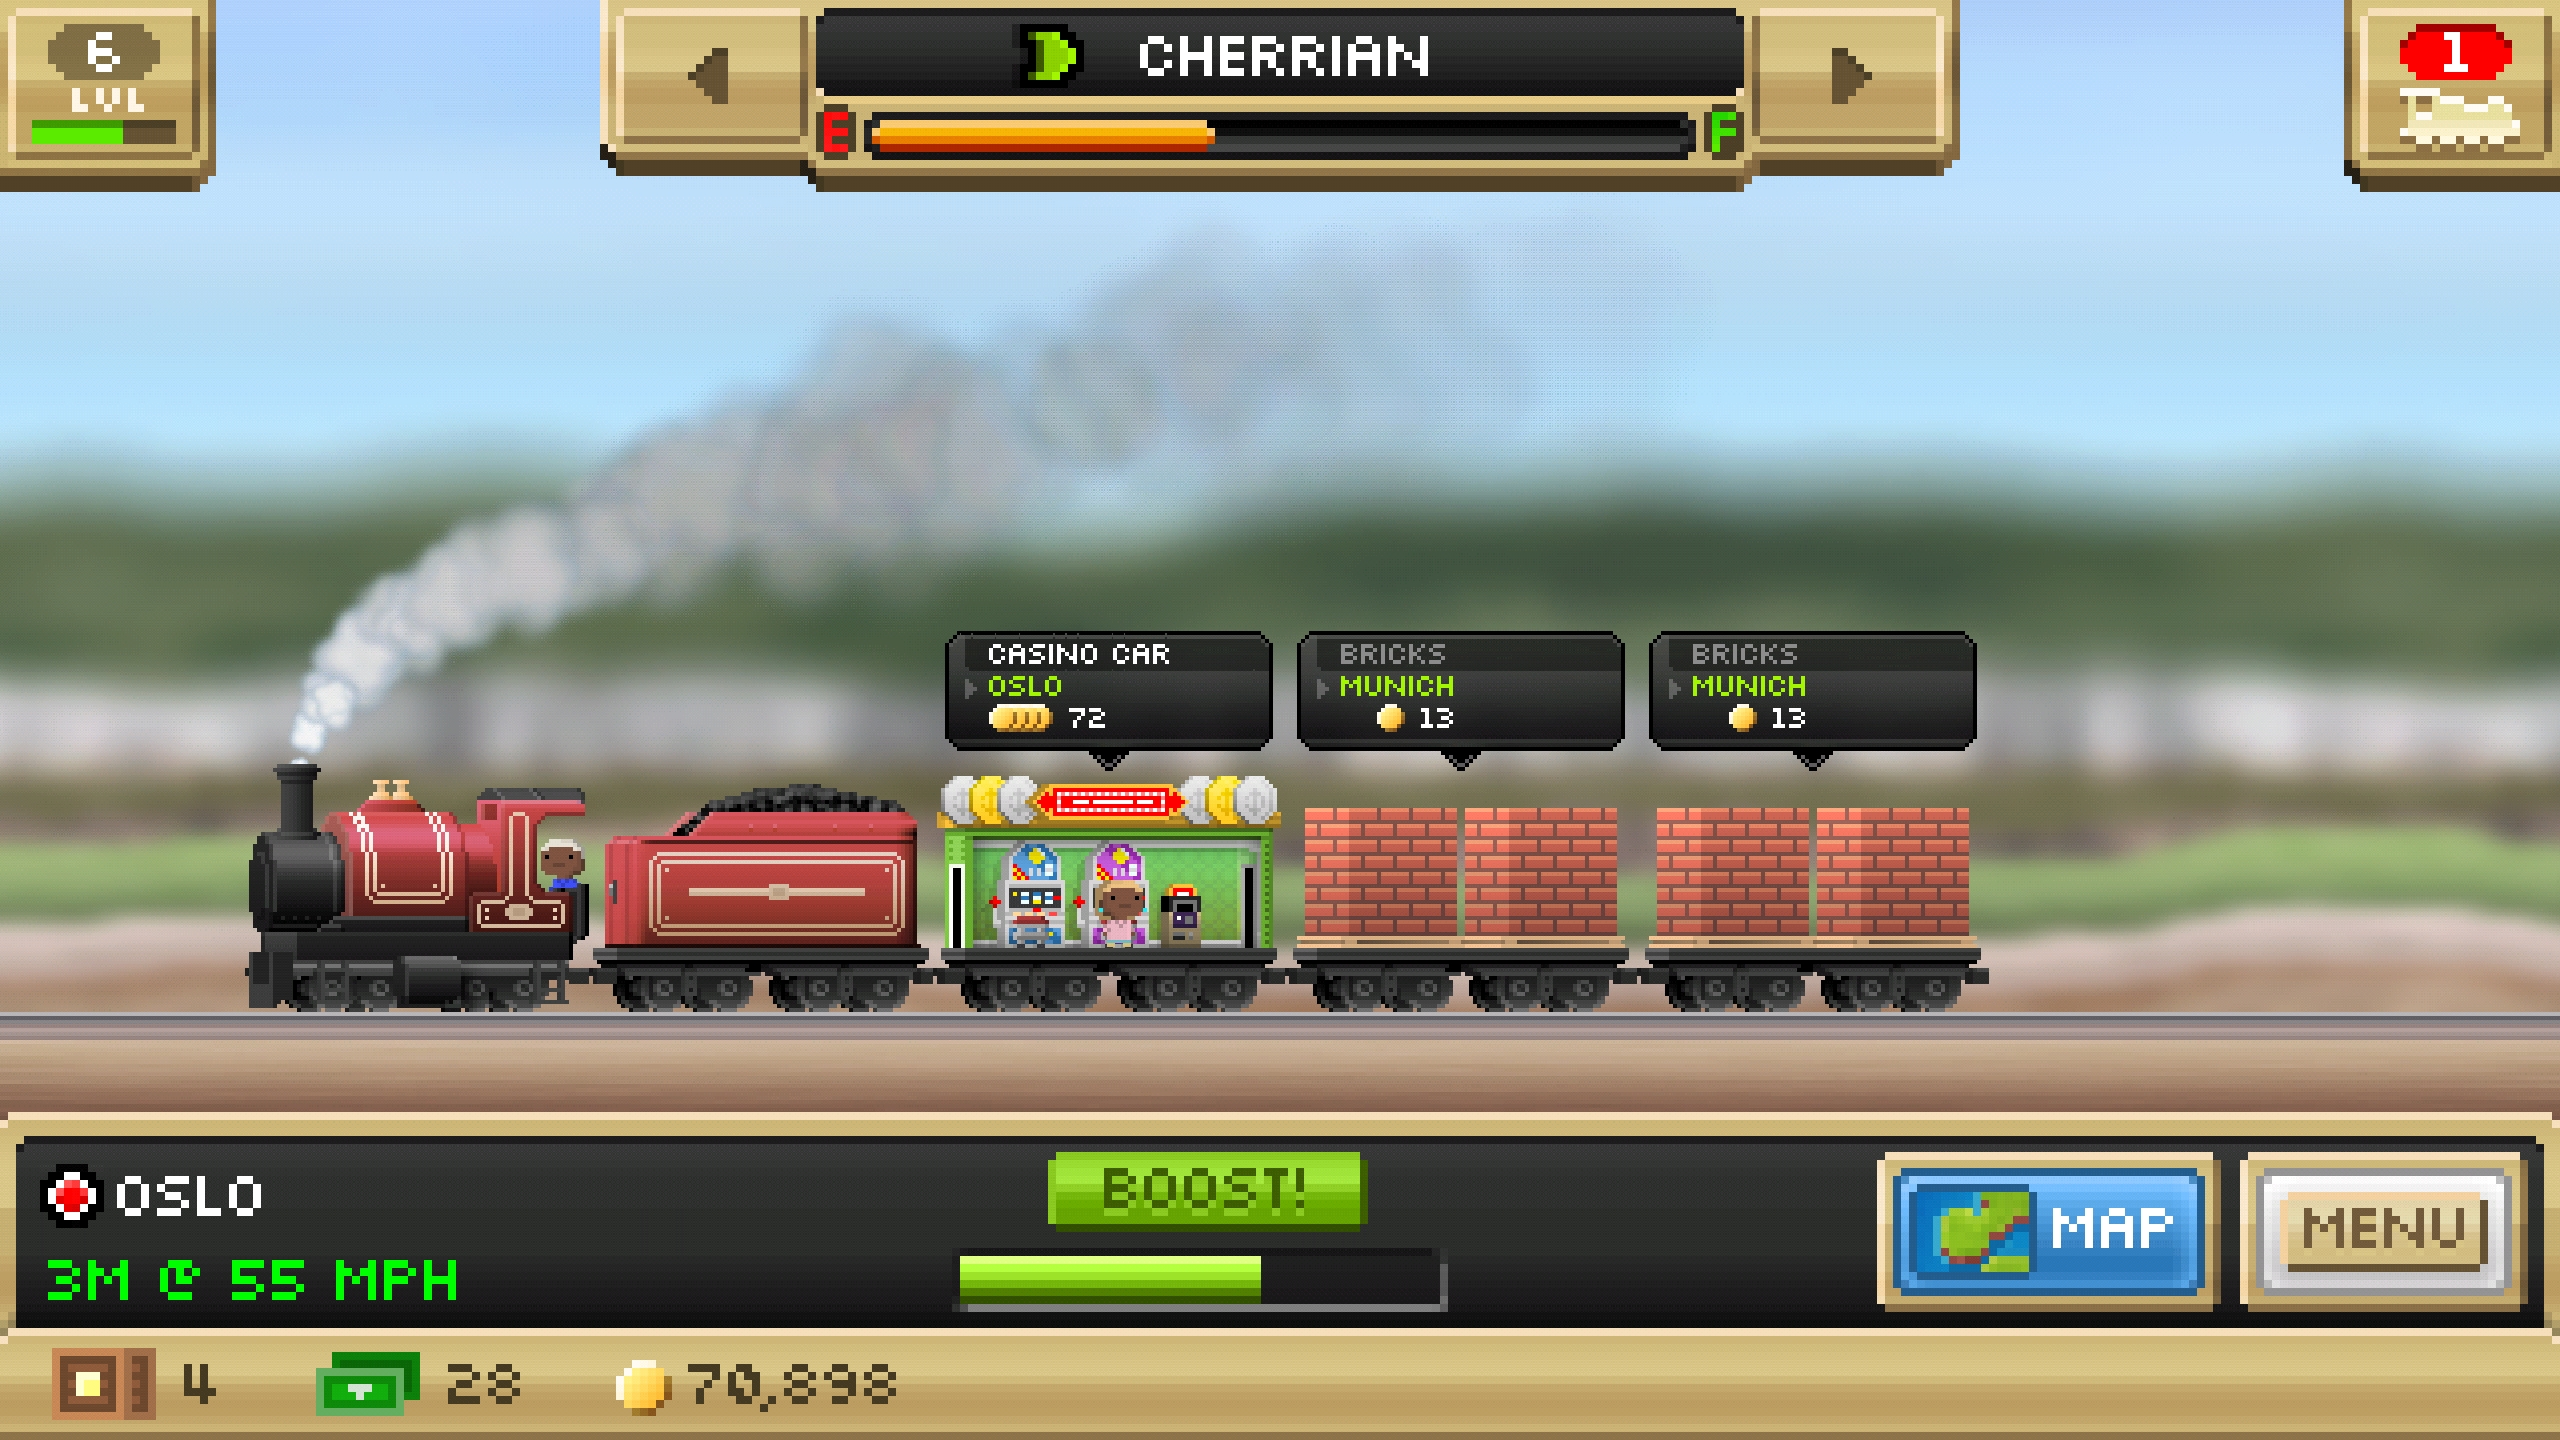 6
LVL
CHERRIAN
E
F
1
CASINO CAR
OSLO
72
BRICKS
MUNICH
13
BRICKS
MUNICH
13
OSLO
3M @ 55 MPH
BOOST!
MAP
MENU
4
28
70,898